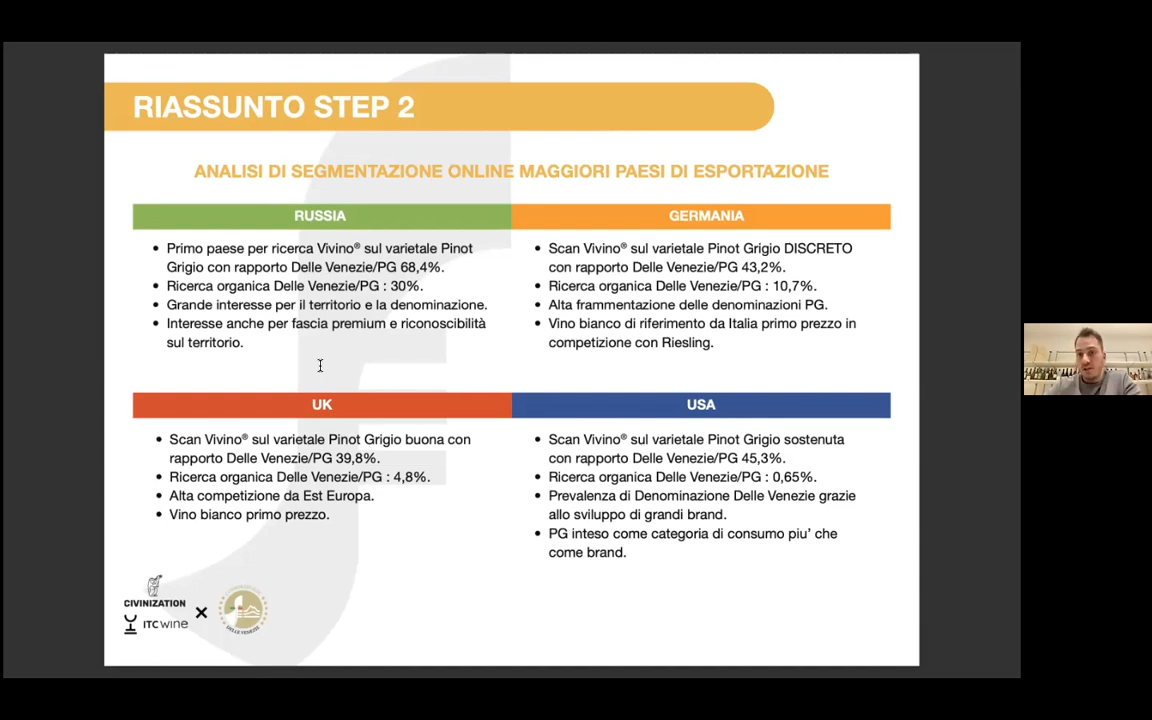 RIASSUNTO STEP 2
ANALISI DI SEGMENTAZIONE ONLINE MAGGIORI PAESI DI ESPORTAZIONE
RUSSIA
• Primo paese per ricerca Vivino® sul varietale Pinot
Grigio con rapporto Delle Venezie/PG 68,4%.
• Ricerca organica Delle Venezie/PG : 30%.
• Grande interesse per il territorio e la denominazione.
• Interesse anche per fascia premium e riconoscibilità
sul territorio.
GERMANIA
• Scan Vivino® sul varietale Pinot Grigio DISCRETO
con rapporto Delle Venezie/PG 43,2%.
• Ricerca organica Delle Venezie/PG : 10,7%.
• Alta frammentazione delle denominazioni PG.
• Vino bianco di riferimento da Italia primo prezzo in
competizione con Riesling.
UK
• Scan Vivino® sul varietale Pinot Grigio buona con
rapporto Delle Venezie/PG 39,8%.
• Ricerca organica Delle Venezie/PG : 4,8%.
• Alta competizione da Est Europa.
• Vino bianco primo prezzo.
USA
• Scan Vivino® sul varietale Pinot Grigio sostenuta
con rapporto Delle Venezie/PG 45,3%.
• Ricerca organica Delle Venezie/PG : 0,65%.
• Prevalenza di Denominazione Delle Venezie grazie
allo sviluppo di grandi brand.
• PG inteso come categoria di consumo piu’ che
come brand.
CIVINIZATION
ITCWINE
X
DELLE VENEZIE